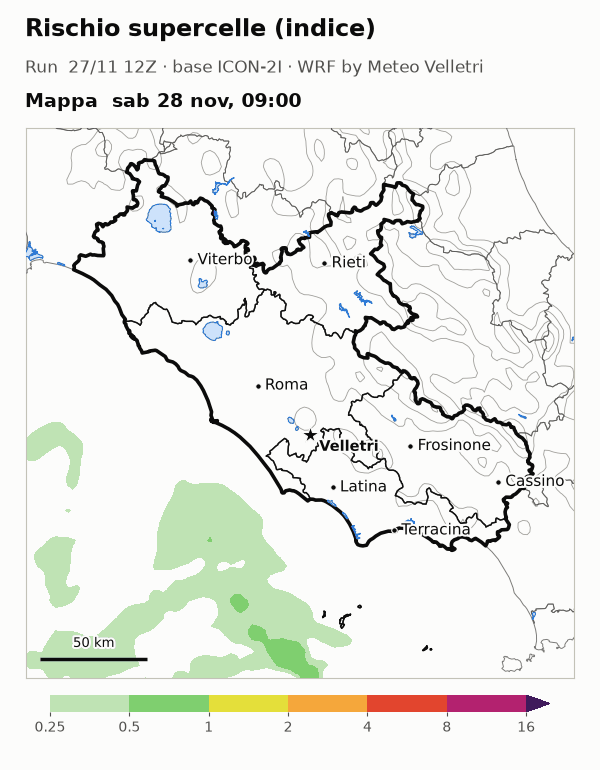 Rischio supercelle (indice)
Run  27/11 12Z · base ICON-2I · WRF by Meteo Velletri
Mappa  sab 28 nov, 09:00
Viterbo
Rieti
Roma
Velletri
Frosinone
Cassino
Latina
Terracina
50 km
0.25 0.5 1 2 4 8 16